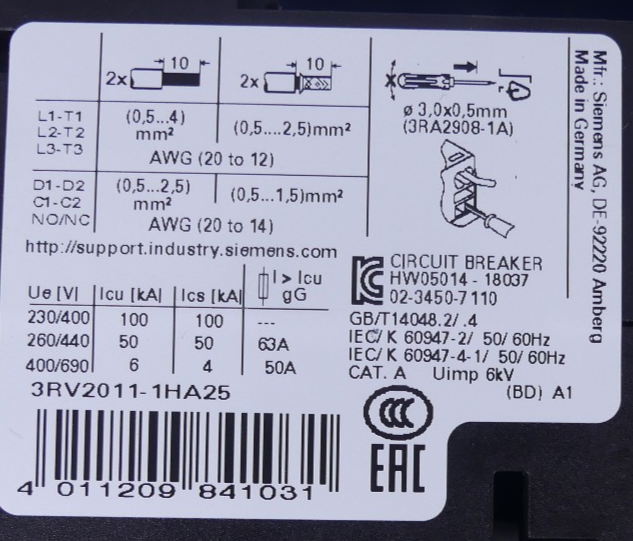 10
10
2x
2x
L1-T1
L2-T2
L3-T3
(0,5...4)
mm²
(0,5....2,5)mm²
AWG (20 to 12)
D1-D2
C1-C2
NO/NC
(0,5...2,5)
mm²
(0,5...1,5)mm²
AWG (20 to 14)
ø 3,0x0,5mm
(3RA2908-1A)
http://support.industry.siemens.com
Ue [V] Icu [kA] Ics [kA] I > Icu
gG
230/400 100 100 ---
260/440 50 50 63A
400/690 6 4 50A
3RV2011-1HA25
4 011209 841031
CIRCUIT BREAKER
HW05014 - 18037
02-3450-7110
GB/T14048.2/ .4
IEC/ K 60947-2/ 50/ 60Hz
IEC/ K 60947-4-1/ 50/ 60Hz
CAT. A Uimp 6kV
(BD) A1
CCC
EAC
Mfr.: Siemens AG, DE-92220 Amberg
Made in Germany